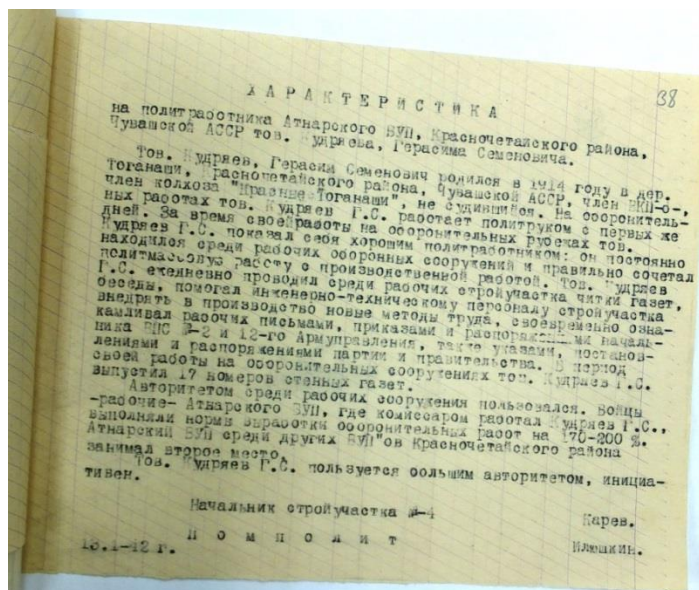 38
ХАРАКТЕРИСТИКА
на политработника Атнарского ВУП, Красночетайского района,
Чувашской АССР тов. Кудряева, Герасима Семеновича.
Тов. Кудряев, Герасим Семенович родился в 1914 году в дер.
Тоганаши, Красночетайского района, Чувашской АССР, член ВКП-б-,
член колхоза "Красные Тоганаши", не судившийся. На оборонитель-
ных работах тов. Кудряев Г.С. работает политруком с первых же
дней. За время своейработы на оборонительных рубежах тов.
Кудряев Г.С. показал себя хорошим политработником: он постоянно
находился среди рабочих оборонных сооружений и правильно сочетал
политмассовую работу с производственной работой. Тов. Кудряев
Г.С. ежедневно проводил среди рабочих стройучастка читки газет,
беседы, помогал инженерно-техническому персоналу стройучастка
внедрять в производство новые методы труда, своевременно озна-
камливал рабочих письмами, приказами и распоряжениями началь-
ника ВПС №-2 и 12-го Армуправления, также указами, постанов-
лениями и распоряжениями партии и правительства. В период
своей работы на оборонительных сооружениях тов. Кудряев Г.С.
выпустил 17 номеров стенных газет.
Авторитетом среди рабочих сооружения пользовался. Бойцы
-рабочие- Атнарского ВУП, где комиссаром работал Кудряев Г.С.,
выполняли нормы выработки оборонительных работ на 170-200 %.
Атнарский ВУП среди других ВУП"ов Красночетайского района
занимал второе место.
Тов. Кудряев Г.С. пользуется большим авторитетом, инициа-
тивен.
Начальник стройучастка №-4 Карев.
Помполит Илюшкин.
13.1-42 г.